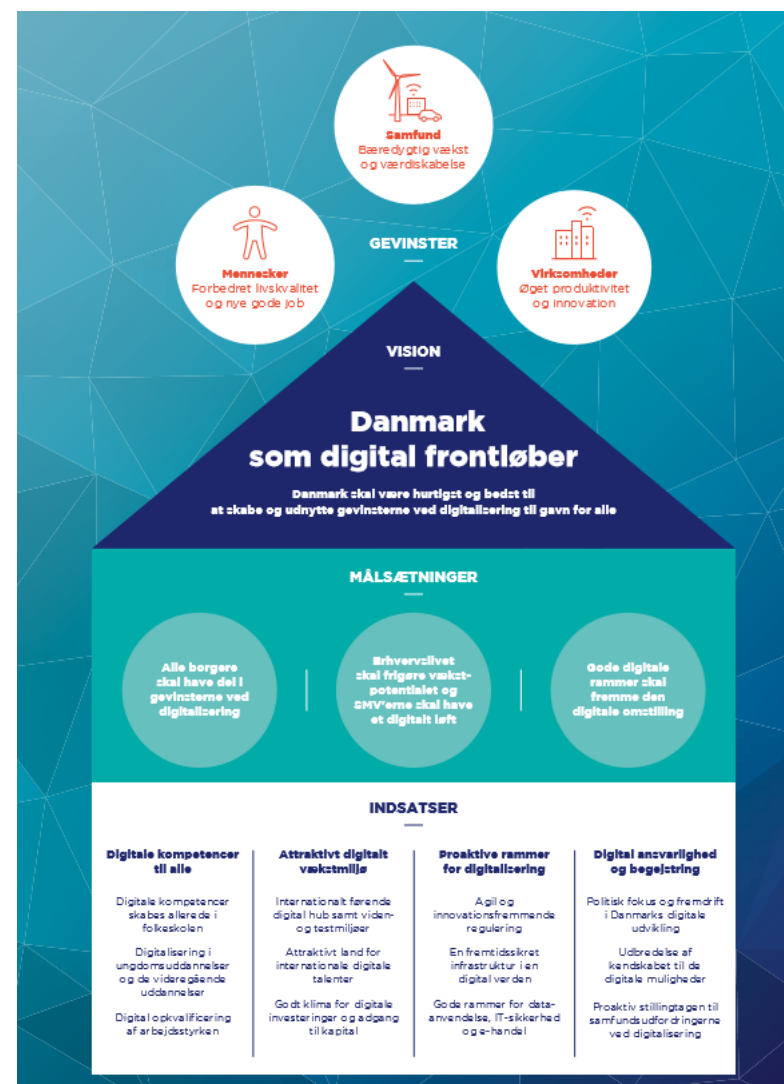 Samfund
Bæredygtig vækst
og værdiskabelse
GEVINSTER
Mennesker
Forbedret livskvalitet
og nye gode job
Virksomheder
Øget produktivitet
og innovation
VISION
Danmark
som digital frontløber
Danmark skal være hurtigst og bedst til
at skabe og udnytte gevinsterne ved digitalisering til gavn for alle
MÅLSÆTNINGER
Alle borgere
skal have del i
gevinsterne ved
digitalisering
Erhvervslivet
skal frigøre vækst-
potentialet og
SMV'erne skal have
et digitalt løft
Gode digitale
rammer skal
fremme den
digitale omstilling
INDSATSER
Digitale kompetencer
til alle
Digitale kompetencer
skabes allerede i
folkeskolen
Digitalisering i
ungdomsuddannelser
og de videregående
uddannelser
Digital opkvalificering
af arbejdsstyrken
Attraktivt digitalt
vækstmiljø
Internationalt førende
digital hub samt viden-
og testmiljøer
Attraktivt land for
internationale digitale
talenter
Godt klima for digitale
investeringer og adgang
til kapital
Proaktive rammer
for digitalisering
Agil og
innovationsfremmende
regulering
En fremtidssikret
infrastruktur i en
digital verden
Gode rammer for data-
anvendelse, IT-sikkerhed
og e-handel
Digital ansvarlighed
og begejstring
Politisk fokus og fremdrift
i Danmarks digitale
udvikling
Udbredelse af
kendskabet til de
digitale muligheder
Proaktiv stillingtagen til
samfundsudfordringerne
ved digitalisering